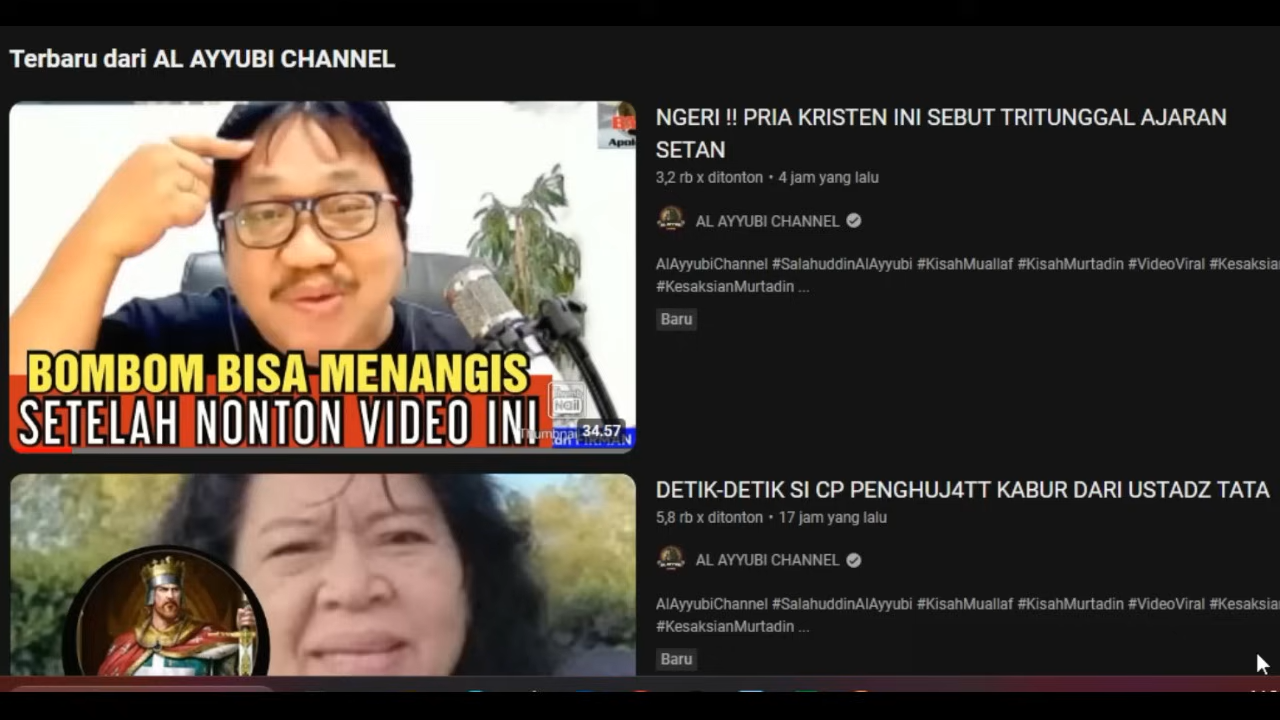 Terbaru dari AL AYYUBI CHANNEL
NGERI !! PRIA KRISTEN INI SEBUT TRITUNGGAL AJARAN
SETAN
3,2 rb x ditonton • 4 jam yang lalu
AL AYYUBI CHANNEL
AlAyyubiChannel #SalahuddinAlAyyubi #KisahMuallaf #KisahMurtadin #VideoViral #Kesaksian
#KesaksianMurtadin ...
Baru
BOMBOM BISA MENANGIS
SETELAH NONTON VIDEO INI
34.57
DETIK-DETIK SI CP PENGHUJ4TT KABUR DARI USTADZ TATA
5,8 rb x ditonton • 17 jam yang lalu
AL AYYUBI CHANNEL
AlAyyubiChannel #SalahuddinAlAyyubi #KisahMuallaf #KisahMurtadin #VideoViral #Kesaksian
#KesaksianMurtadin ...
Baru